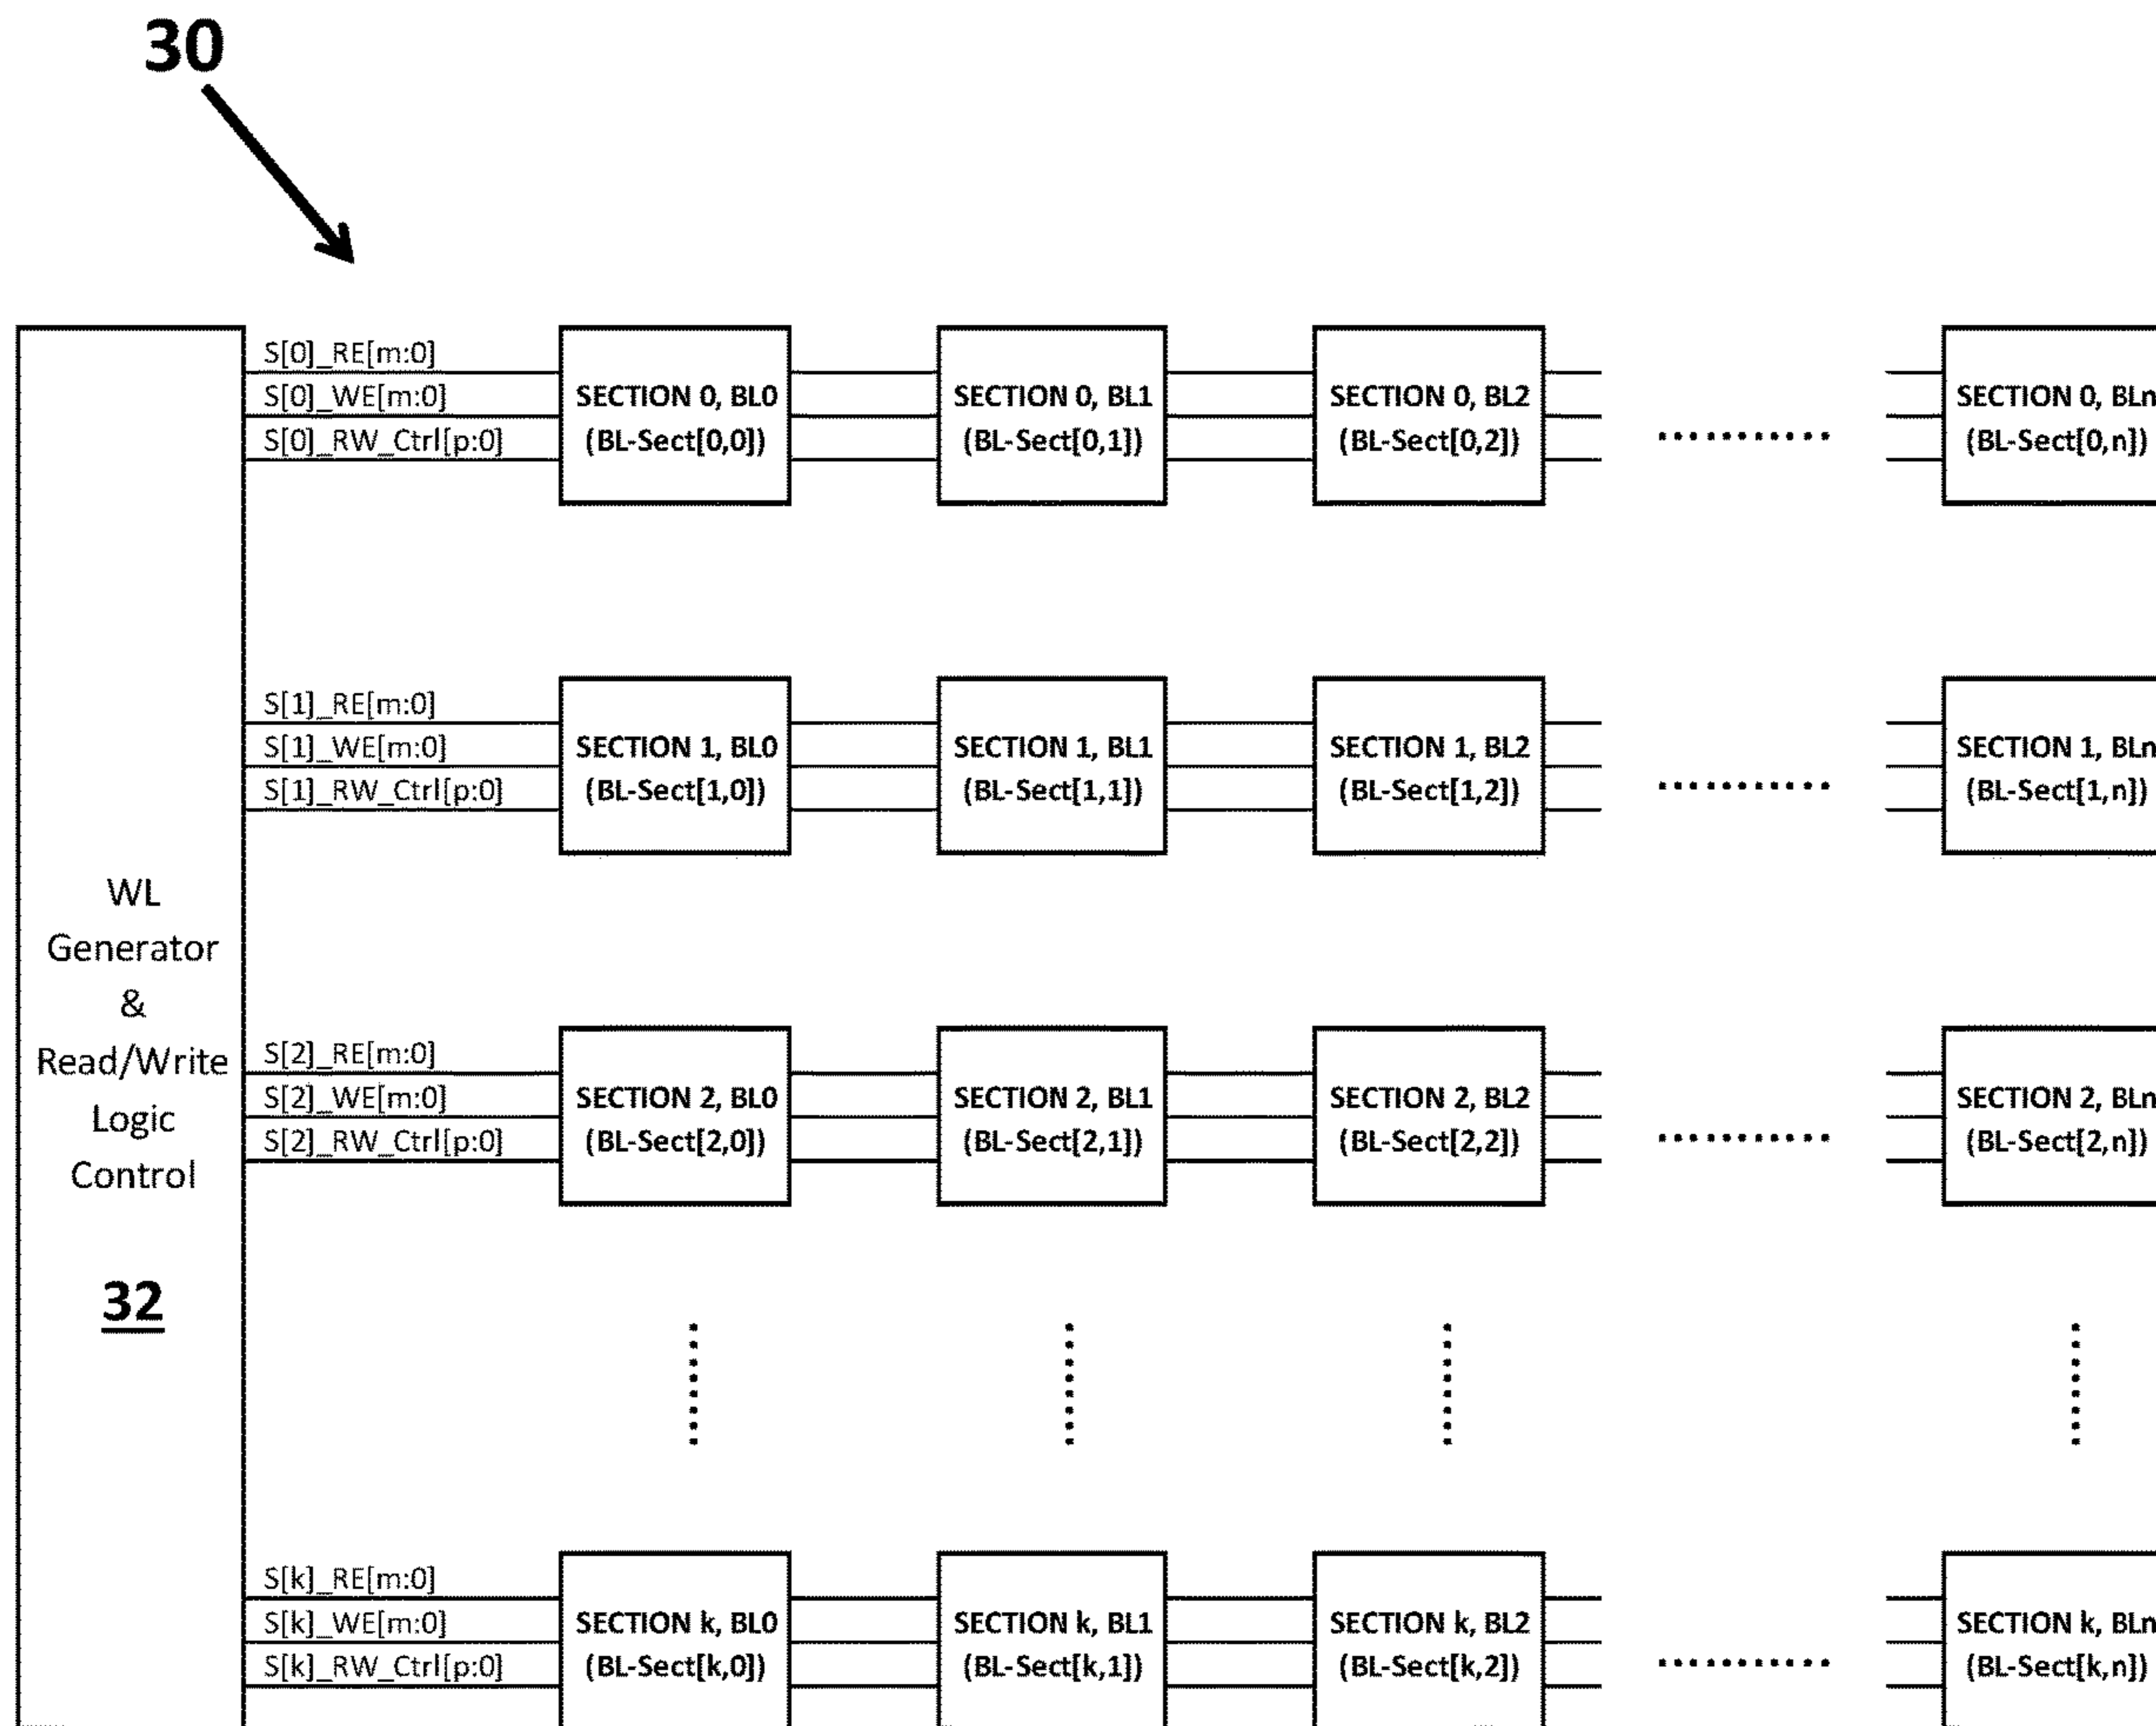 30
S[0]_RE[m:0]
S[0]_WE[m:0]
S[0]_RW_Ctrl[p:0]
SECTION 0, BL0
(BL-Sect[0,0])
SECTION 0, BL1
(BL-Sect[0,1])
SECTION 0, BL2
(BL-Sect[0,2])
...........
SECTION 0, BLn
(BL-Sect[0,n])
S[1]_RE[m:0]
S[1]_WE[m:0]
S[1]_RW_Ctrl[p:0]
SECTION 1, BL0
(BL-Sect[1,0])
SECTION 1, BL1
(BL-Sect[1,1])
SECTION 1, BL2
(BL-Sect[1,2])
...........
SECTION 1, BLn
(BL-Sect[1,n])
WL
Generator
&
Read/Write
Logic
Control
32
S[2]_RE[m:0]
S[2]_WE[m:0]
S[2]_RW_Ctrl[p:0]
SECTION 2, BL0
(BL-Sect[2,0])
SECTION 2, BL1
(BL-Sect[2,1])
SECTION 2, BL2
(BL-Sect[2,2])
...........
SECTION 2, BLn
(BL-Sect[2,n])
S[k]_RE[m:0]
S[k]_WE[m:0]
S[k]_RW_Ctrl[p:0]
SECTION k, BL0
(BL-Sect[k,0])
SECTION k, BL1
(BL-Sect[k,1])
SECTION k, BL2
(BL-Sect[k,2])
...........
SECTION k, BLn
(BL-Sect[k,n])